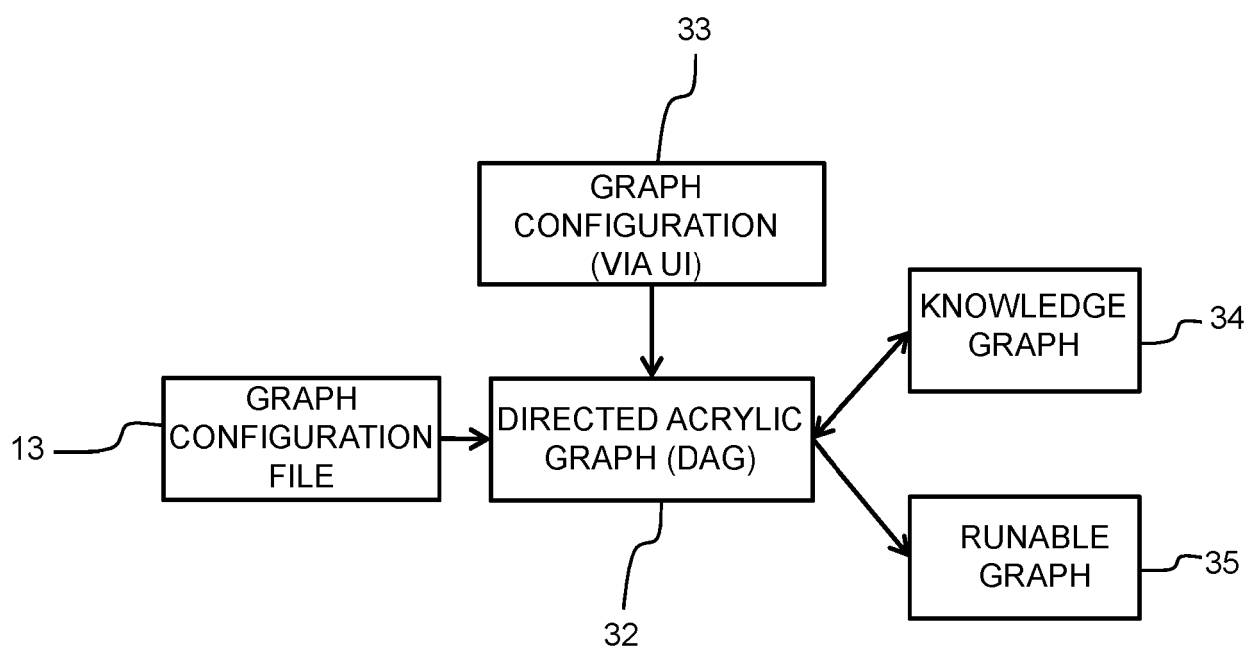 33
GRAPH
CONFIGURATION
(VIA UI)
KNOWLEDGE
GRAPH
34
GRAPH
CONFIGURATION
FILE
13
DIRECTED ACRYLIC
GRAPH (DAG)
32
RUNABLE
GRAPH
35